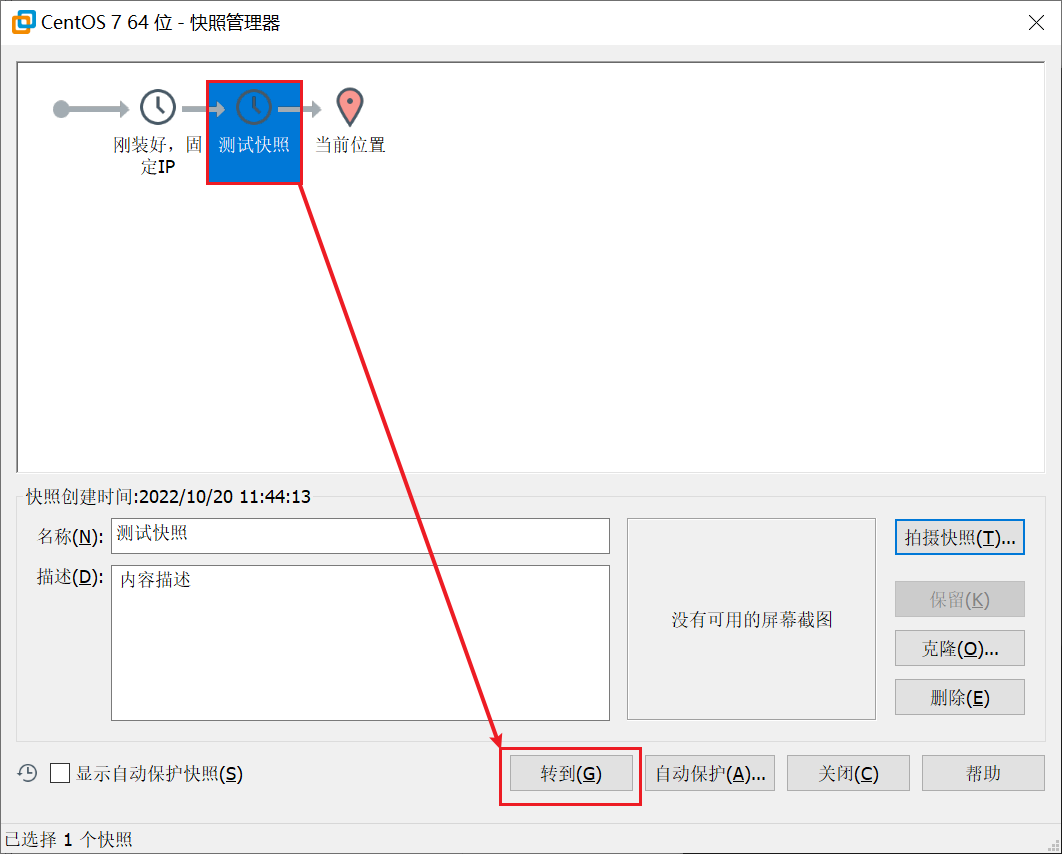 CentOS 7 64 位 - 快照管理器
刚装好，固
定IP
测试快照
当前位置
快照创建时间:2022/10/20 11:44:13
名称(N):
测试快照
描述(D):
内容描述
没有可用的屏幕截图
拍摄快照(T)...
保留(K)
克隆(O)...
删除(E)
显示自动保护快照(S)
转到(G)
自动保护(A)...
关闭(C)
帮助
已选择 1 个快照